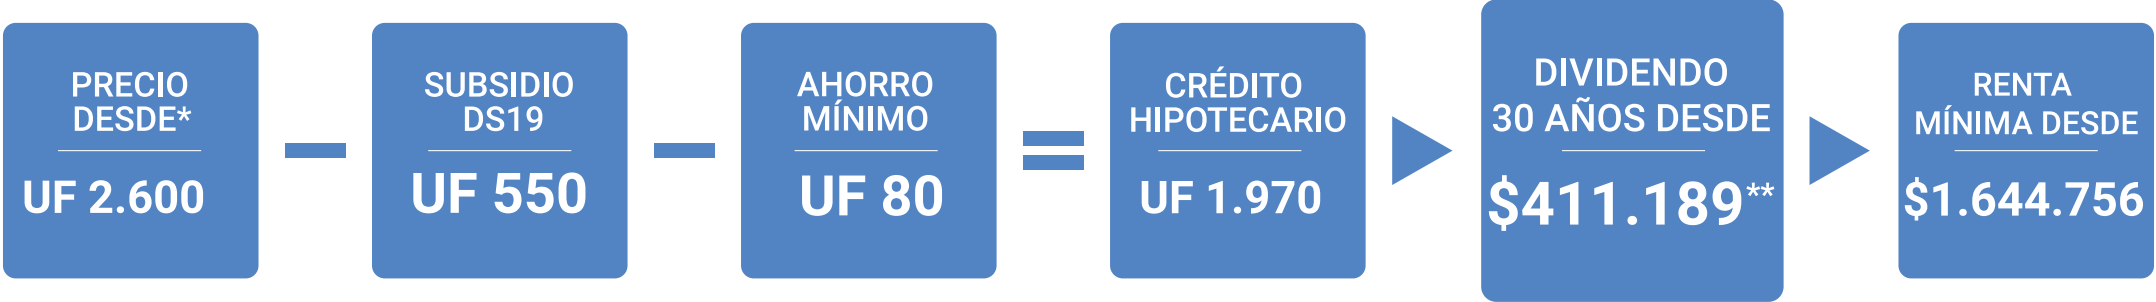 PRECIO
DESDE*
UF 2.600
SUBSIDIO
DS19
UF 550
AHORRO
MÍNIMO
UF 80
CRÉDITO
HIPOTECARIO
UF 1.970
DIVIDENDO
30 AÑOS DESDE
$411.189**
RENTA
MÍNIMA DESDE
$1.644.756